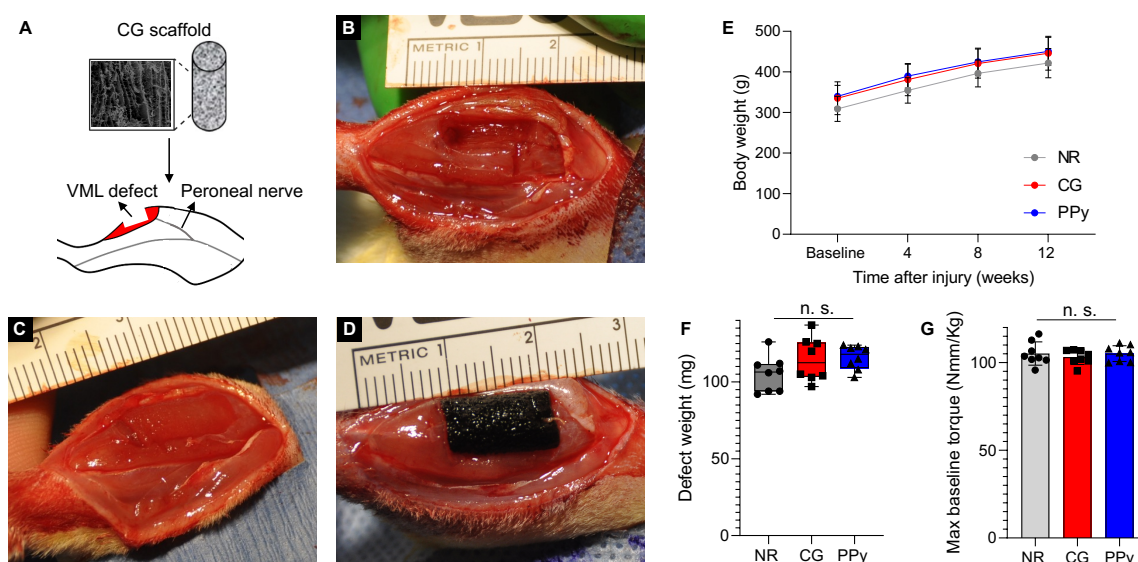 A
CG scaffold
VML defect
Peroneal nerve
B
METRIC 1
2
C
2
1
D
METRIC 1
2
3
E
Body weight (g)
500
400
300
200
100
0
Baseline
4
8
12
Time after injury (weeks)
NR
CG
PPy
F
n. s.
Defect weight (mg)
100
50
0
NR
CG
PPy
G
n. s.
Max baseline torque (Nmm/Kg)
150
100
50
0
NR
CG
PPy